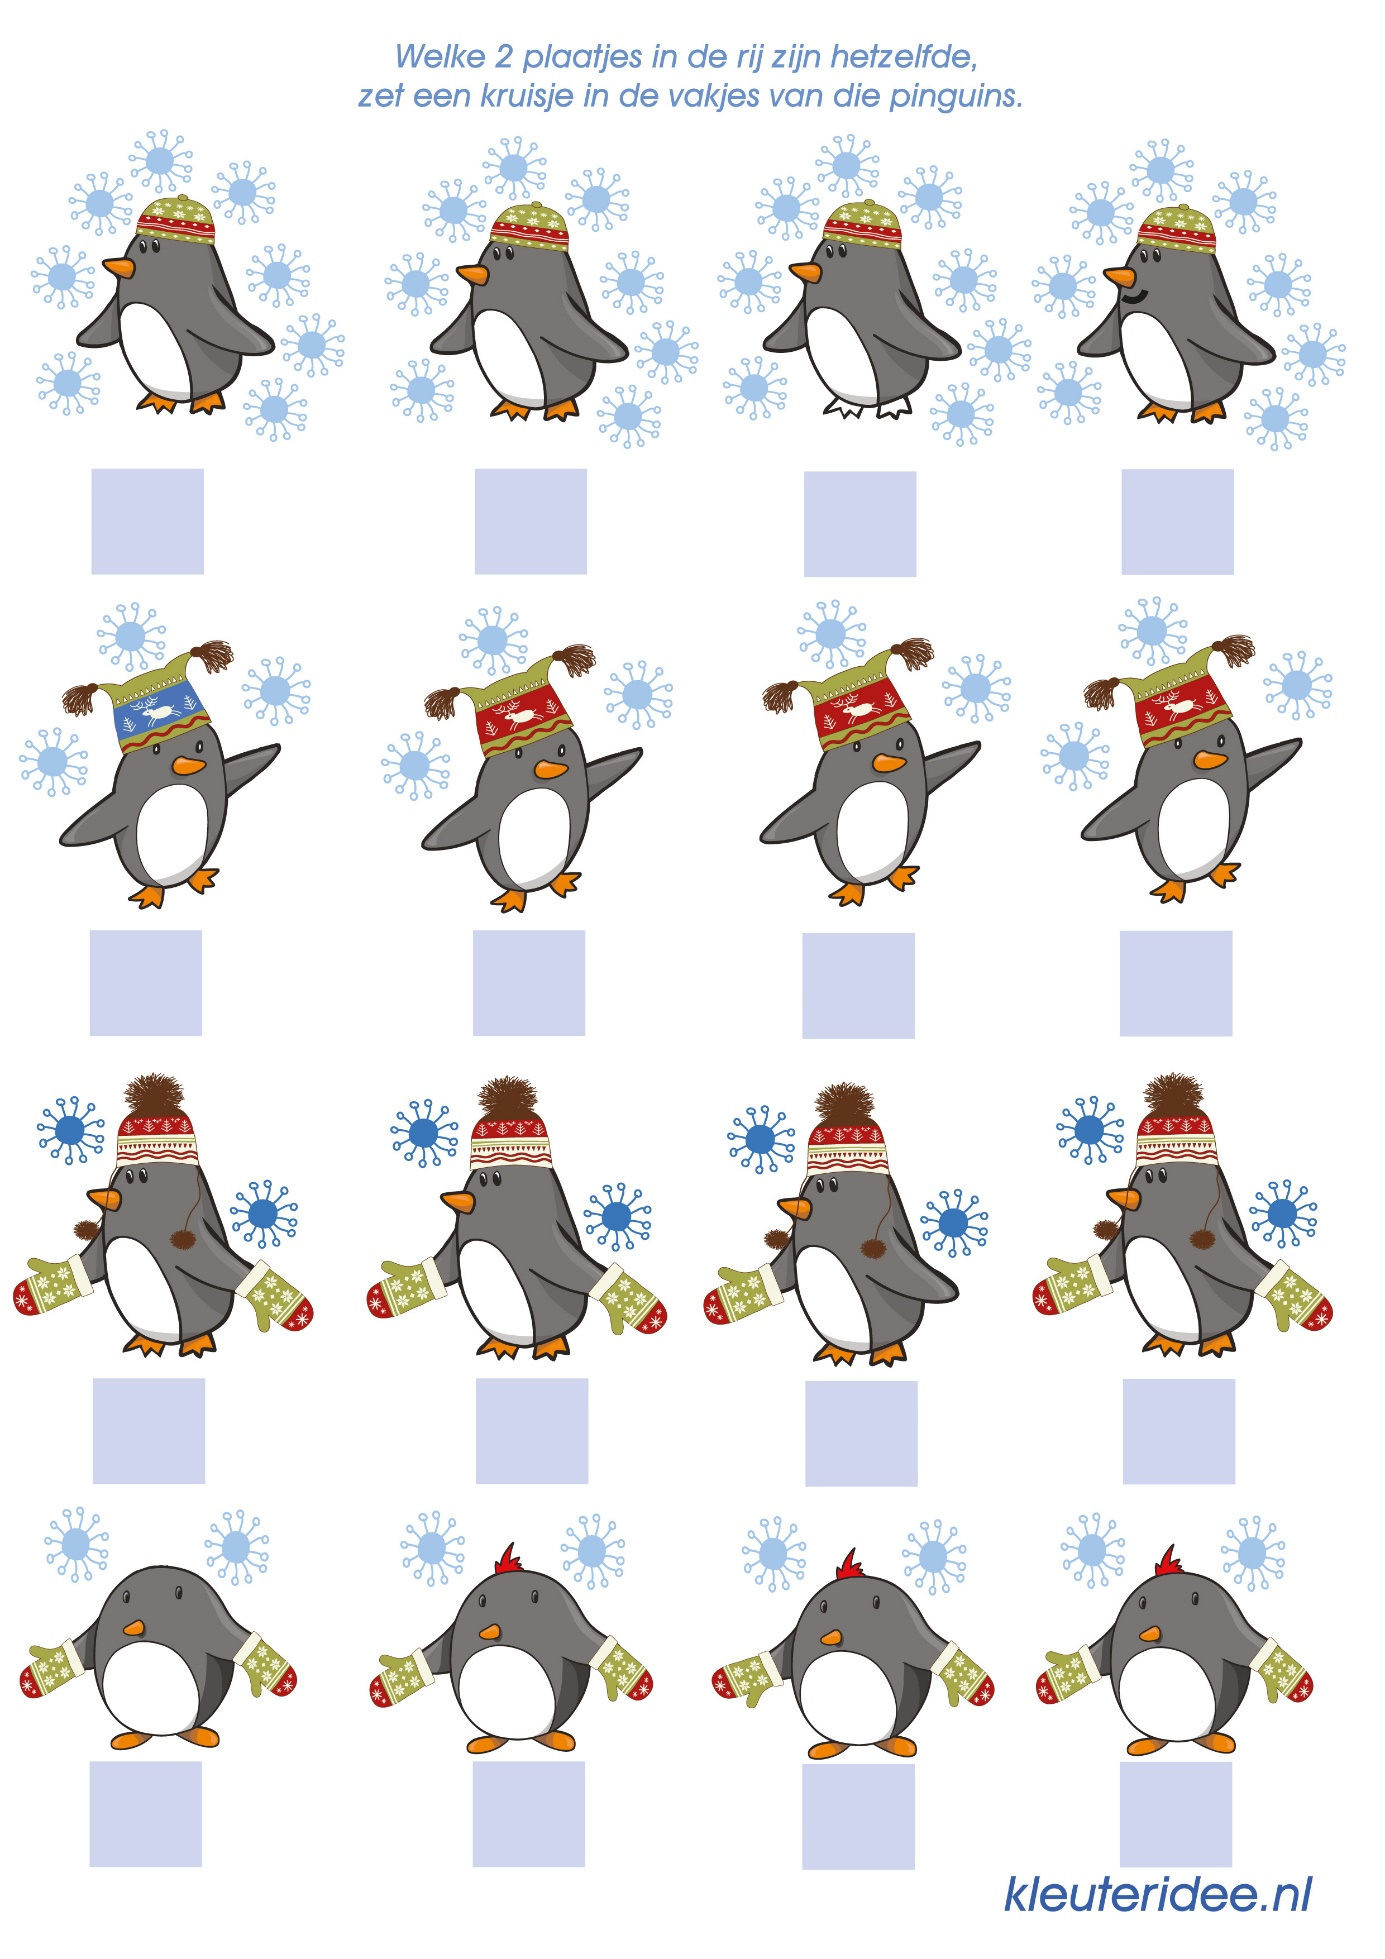 Welke 2 plaatjes in de rij zijn hetzelfde,
zet een kruisje in de vakjes van die pinguins.
kleuteridee.nl